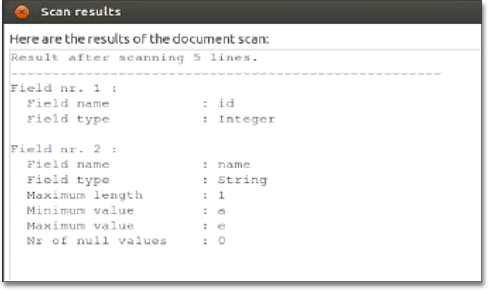 Scan results
Here are the results of the document scan:
Result after scanning 5 lines.
----------------------------------------------------
Field nr. 1 :
Field name : id
Field type : Integer
Field nr. 2 :
Field name : name
Field type : String
Maximum length : 1
Minimum value : a
Maximum value : e
Nr of null values : 0